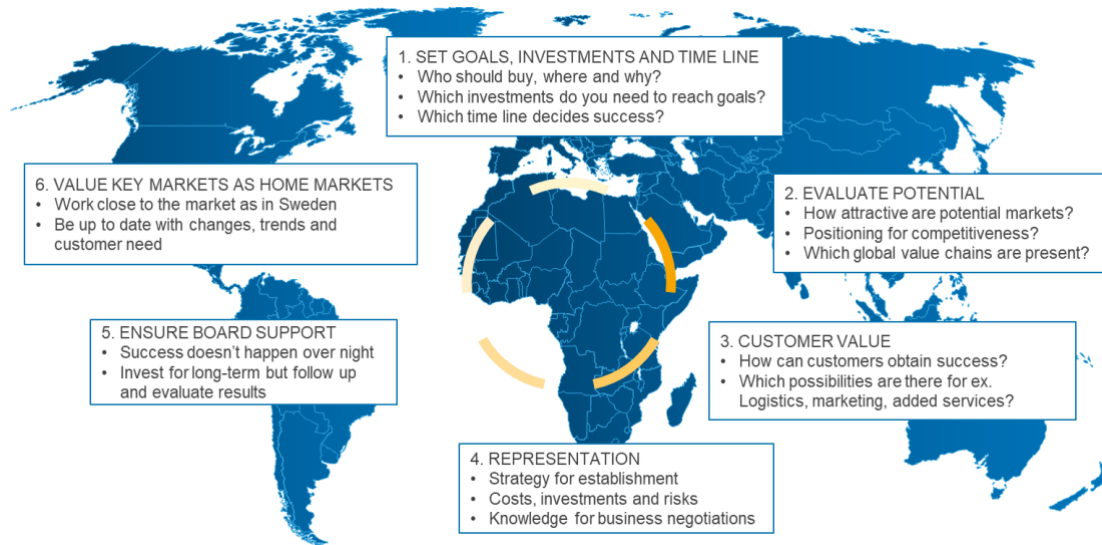 1. SET GOALS, INVESTMENTS AND TIME LINE
• Who should buy, where and why?
• Which investments do you need to reach goals?
• Which time line decides success?
6. VALUE KEY MARKETS AS HOME MARKETS
• Work close to the market as in Sweden
• Be up to date with changes, trends and
customer need
2. EVALUATE POTENTIAL
• How attractive are potential markets?
• Positioning for competitiveness?
• Which global value chains are present?
5. ENSURE BOARD SUPPORT
• Success doesn't happen over night
• Invest for long-term but follow up
and evaluate results
3. CUSTOMER VALUE
• How can customers obtain success?
• Which possibilities are there for ex.
Logistics, marketing, added services?
4. REPRESENTATION
• Strategy for establishment
• Costs, investments and risks
• Knowledge for business negotiations